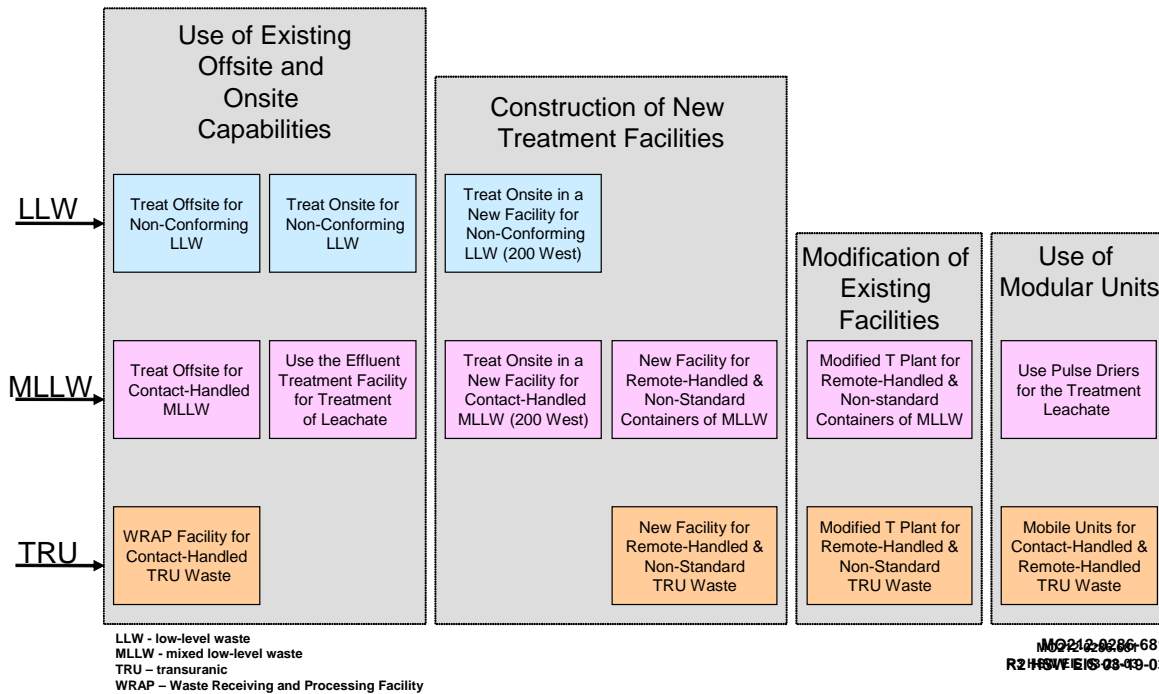 Use of Existing
Offsite and
Onsite
Capabilities
Construction of New
Treatment Facilities
LLW
Treat Offsite for
Non-Conforming
LLW
Treat Onsite for
Non-Conforming
LLW
Treat Onsite in a
New Facility for
Non-Conforming
LLW (200 West)
Modification of
Existing
Facilities
Use of
Modular Units
MLLW
Treat Offsite for
Contact-Handled
MLLW
Use the Effluent
Treatment Facility
for Treatment
of Leachate
Treat Onsite in a
New Facility for
Contact-Handled
MLLW (200 West)
New Facility for
Remote-Handled &
Non-Standard
Containers of MLLW
Modified T Plant for
Remote-Handled &
Non-standard
Containers of MLLW
Use Pulse Driers
for the Treatment
Leachate
TRU
WRAP Facility for
Contact-Handled
TRU Waste
New Facility for
Remote-Handled &
Non-Standard
TRU Waste
Modified T Plant for
Remote-Handled &
Non-Standard
TRU Waste
Mobile Units for
Contact-Handled &
Remote-Handled
TRU Waste
LLW - low-level waste
MLLW - mixed low-level waste
TRU – transuranic
WRAP – Waste Receiving and Processing Facility